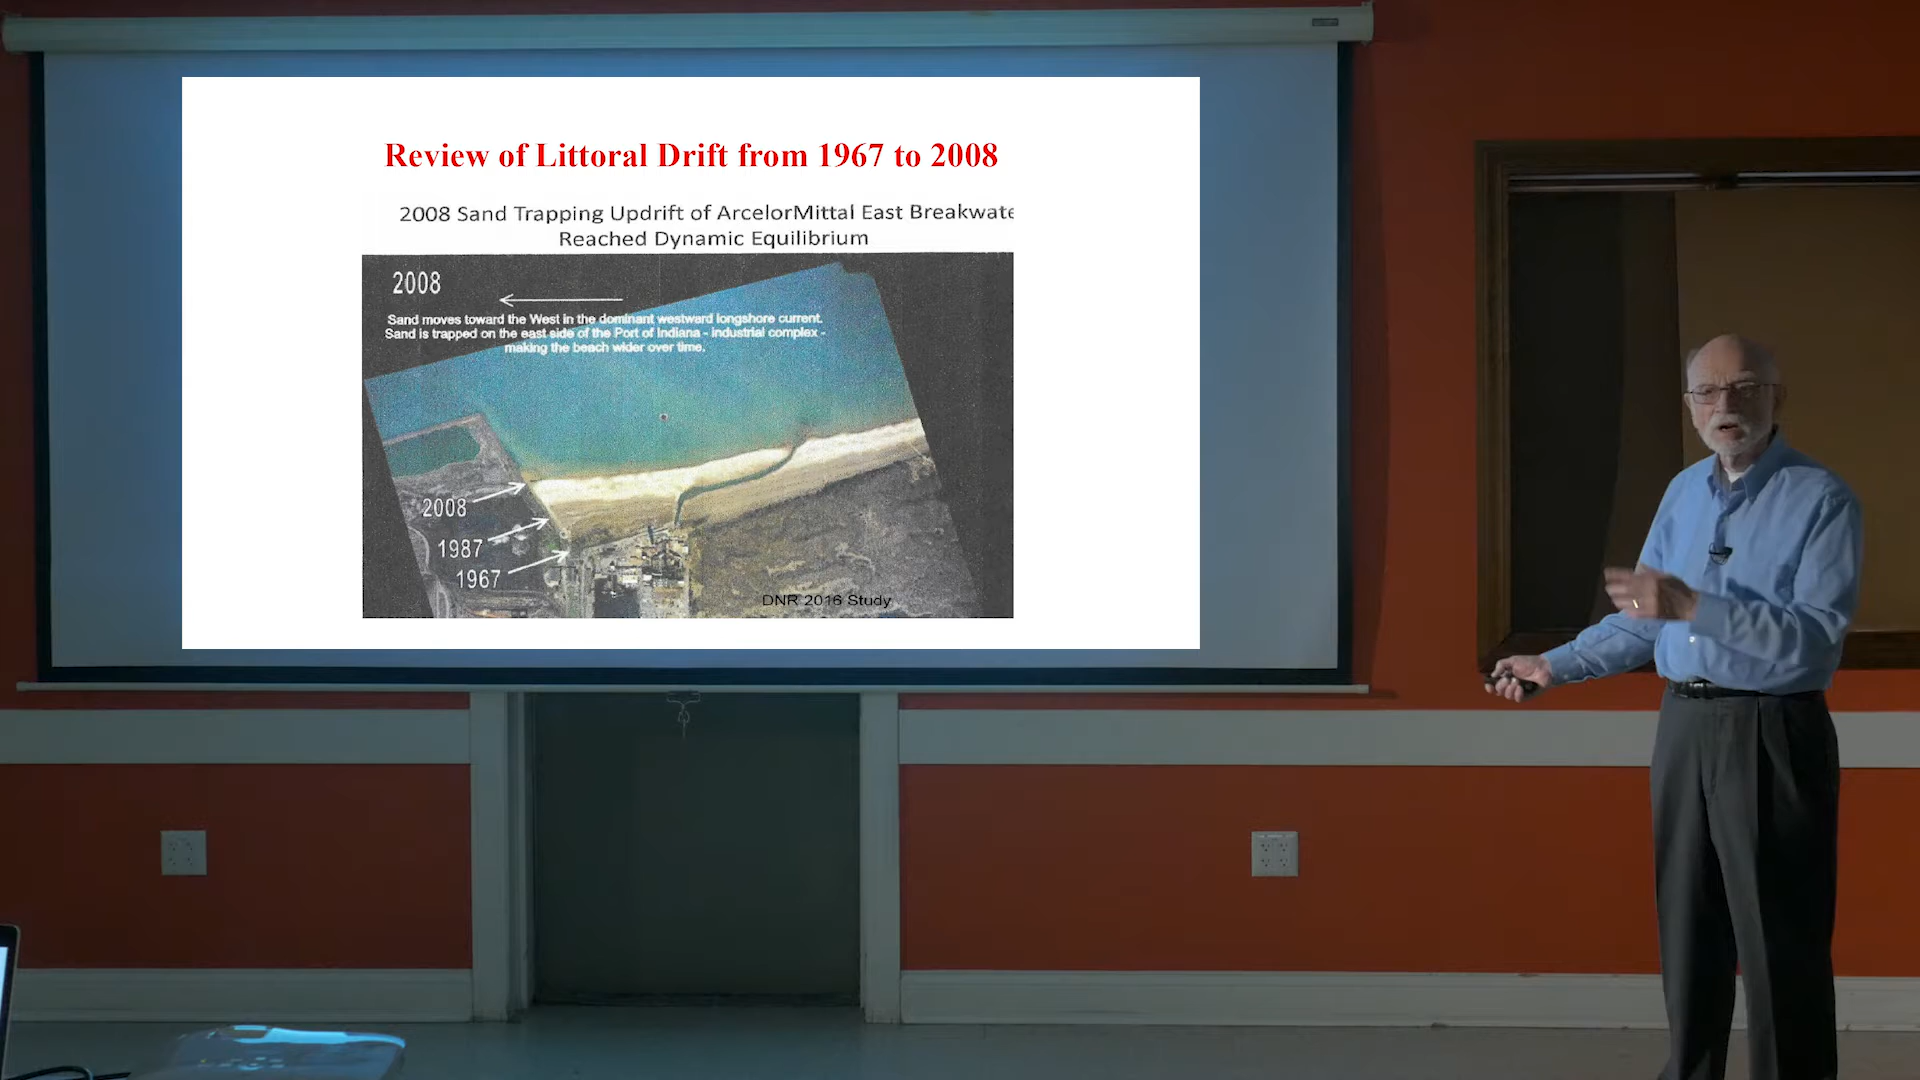 Review of Littoral Drift from 1967 to 2008
2008 Sand Trapping Updrift of ArcelorMittal East Breakwate
Reached Dynamic Equilibrium
2008
Sand moves toward the West in the dominant westward longshore current.
Sand is trapped on the east side of the Port of Indiana - industrial complex -
making the beach wider over time.
2008
1987
1967
DNR 2016 Study